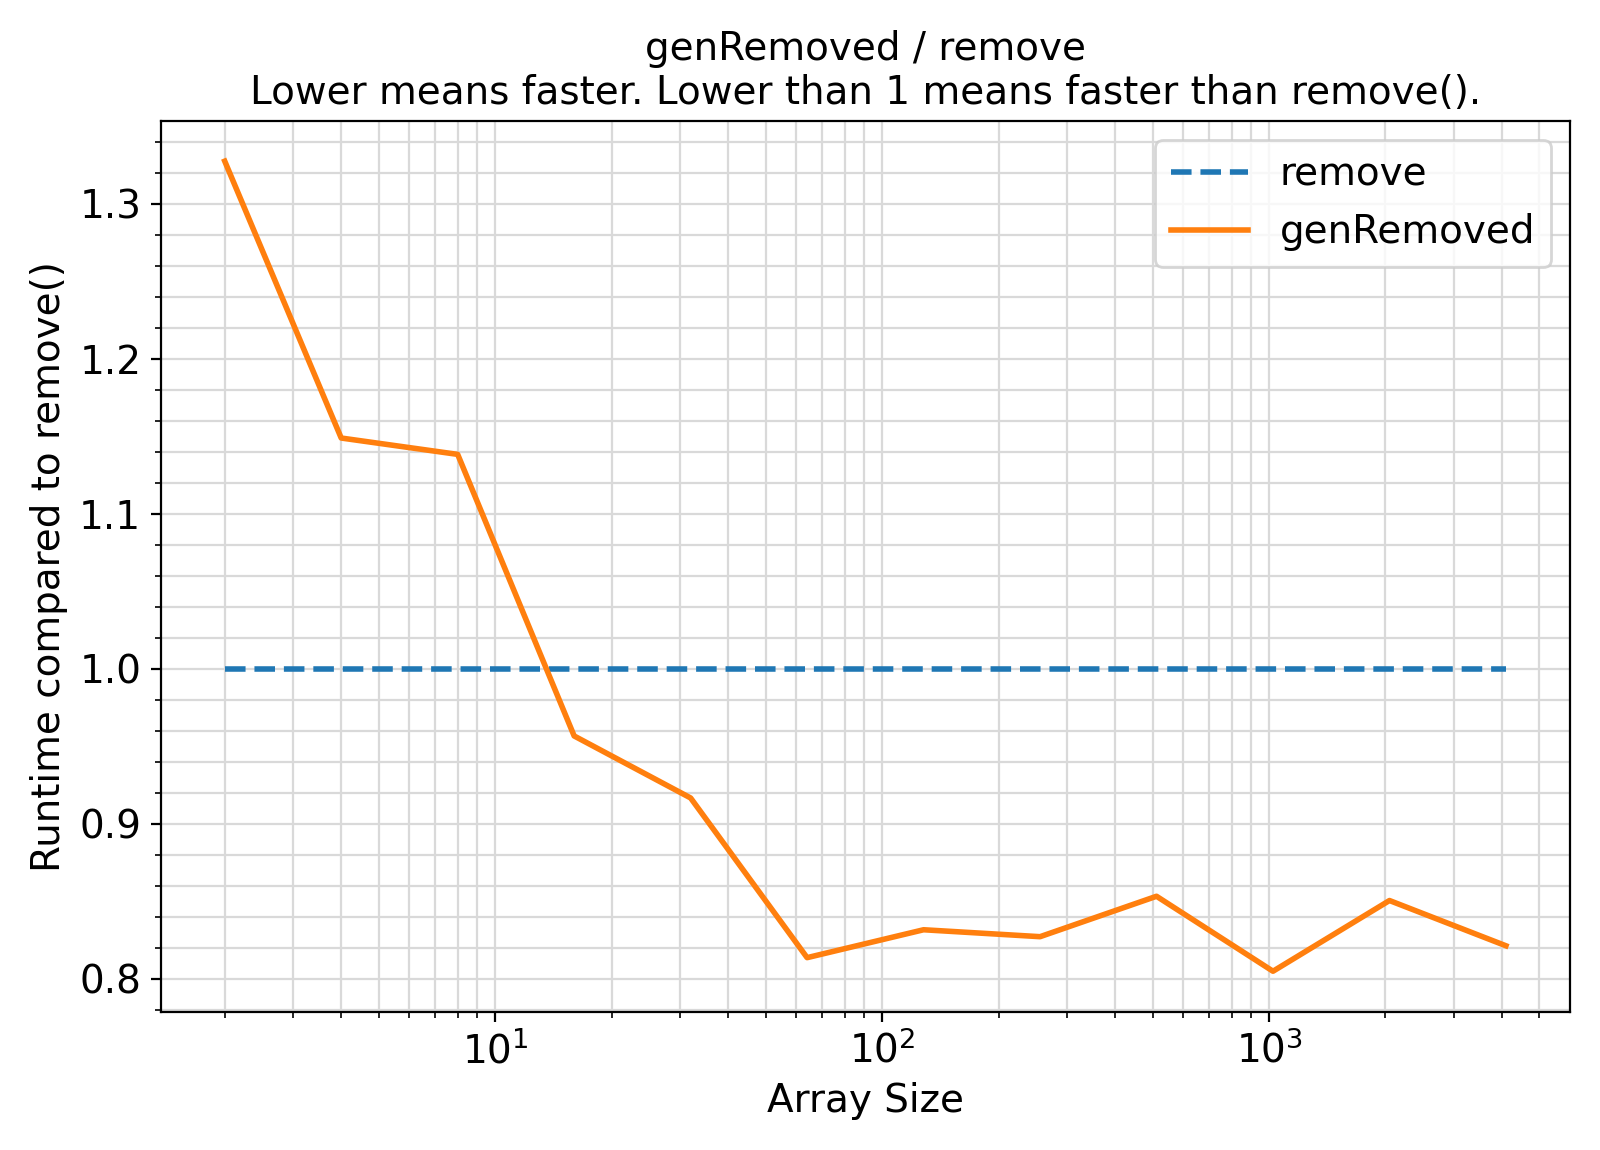 genRemoved / remove
Lower means faster. Lower than 1 means faster than remove().
remove
genRemoved
Runtime compared to remove()
1.3
1.2
1.1
1.0
0.9
0.8
10¹
10²
10³
Array Size